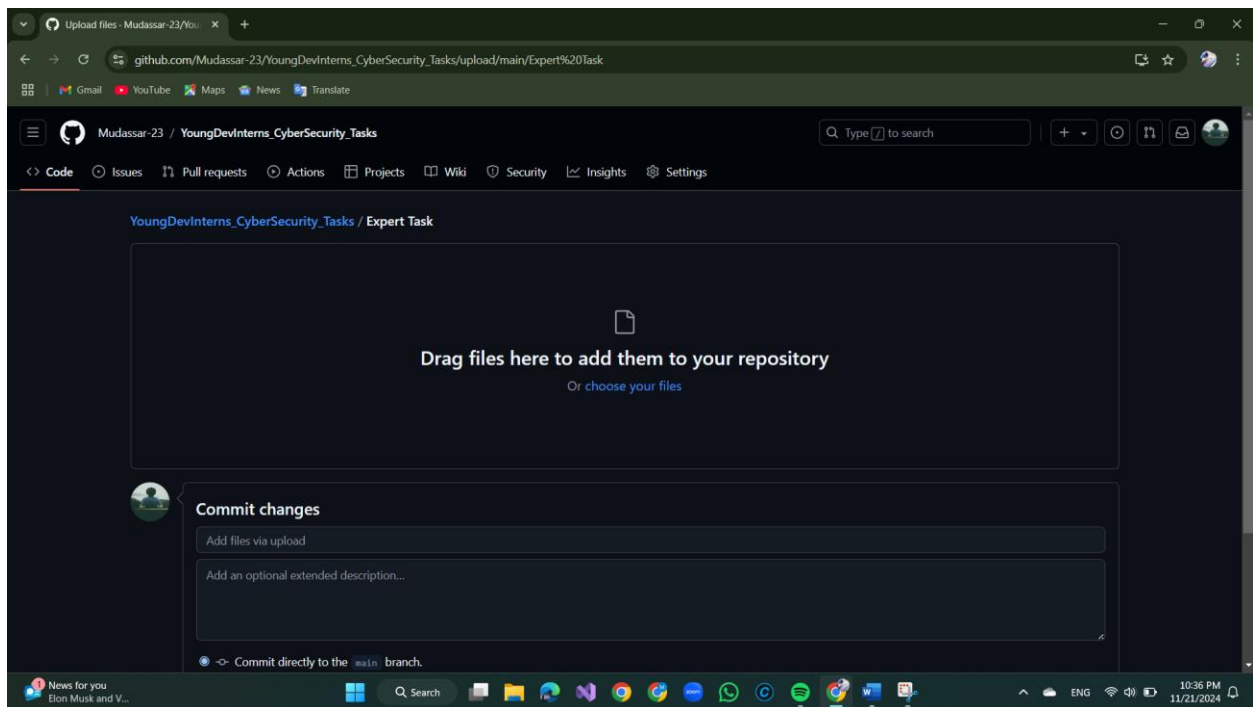 Upload files · Mudassar-23/You
github.com/Mudassar-23/YoungDevInterns_CyberSecurity_Tasks/upload/main/Expert%20Task
Gmail YouTube Maps News Translate
Mudassar-23 / YoungDevInterns_CyberSecurity_Tasks
Type / to search
Code Issues Pull requests Actions Projects Wiki Security Insights Settings
YoungDevInterns_CyberSecurity_Tasks / Expert Task
Drag files here to add them to your repository
Or choose your files
Commit changes
Add files via upload
Add an optional extended description...
Commit directly to the main branch.
1
News for you
Elon Musk and V...
Search
zoom
ENG
10:36 PM
11/21/2024